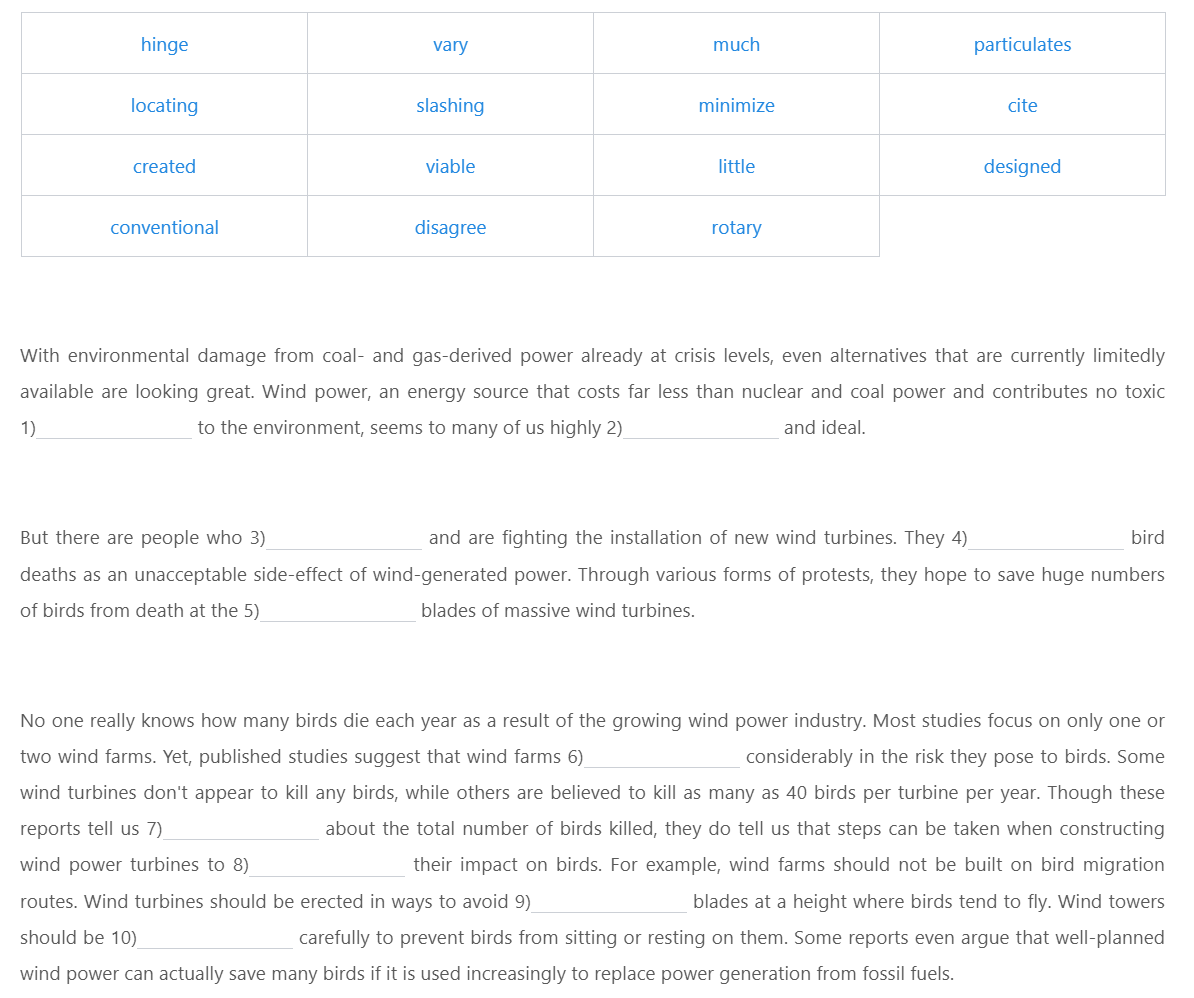 hinge vary much particulates
locating slashing minimize cite
created viable little designed
conventional disagree rotary
With environmental damage from coal- and gas-derived power already at crisis levels, even alternatives that are currently limitedly
available are looking great. Wind power, an energy source that costs far less than nuclear and coal power and contributes no toxic
1)________________ to the environment, seems to many of us highly 2)________________ and ideal.
But there are people who 3)________________ and are fighting the installation of new wind turbines. They 4)________________ bird
deaths as an unacceptable side-effect of wind-generated power. Through various forms of protests, they hope to save huge numbers
of birds from death at the 5)________________ blades of massive wind turbines.
No one really knows how many birds die each year as a result of the growing wind power industry. Most studies focus on only one or
two wind farms. Yet, published studies suggest that wind farms 6)________________ considerably in the risk they pose to birds. Some
wind turbines don't appear to kill any birds, while others are believed to kill as many as 40 birds per turbine per year. Though these
reports tell us 7)________________ about the total number of birds killed, they do tell us that steps can be taken when constructing
wind power turbines to 8)________________ their impact on birds. For example, wind farms should not be built on bird migration
routes. Wind turbines should be erected in ways to avoid 9)________________ blades at a height where birds tend to fly. Wind towers
should be 10)________________ carefully to prevent birds from sitting or resting on them. Some reports even argue that well-planned
wind power can actually save many birds if it is used increasingly to replace power generation from fossil fuels.